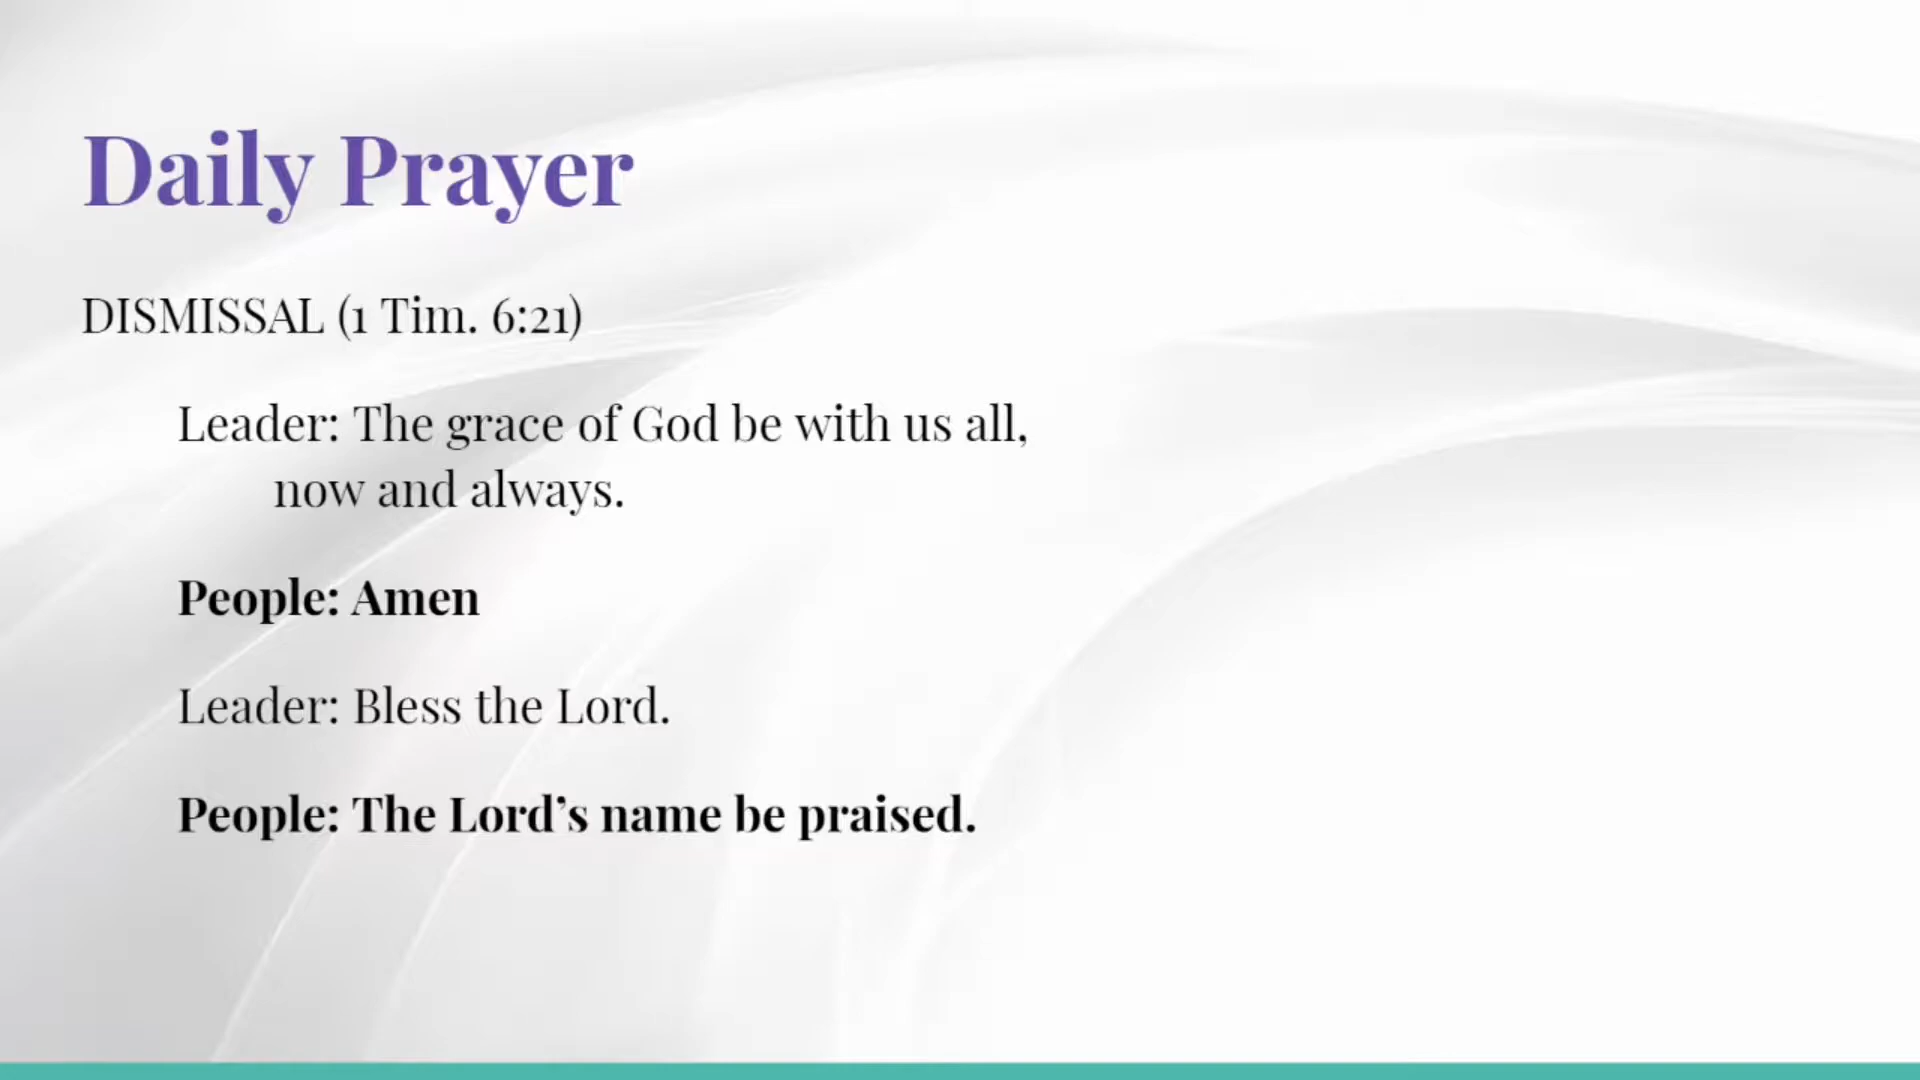 Daily Prayer
DISMISSAL (1 Tim. 6:21)
Leader: The grace of God be with us all,
now and always.
People: Amen
Leader: Bless the Lord.
People: The Lord’s name be praised.